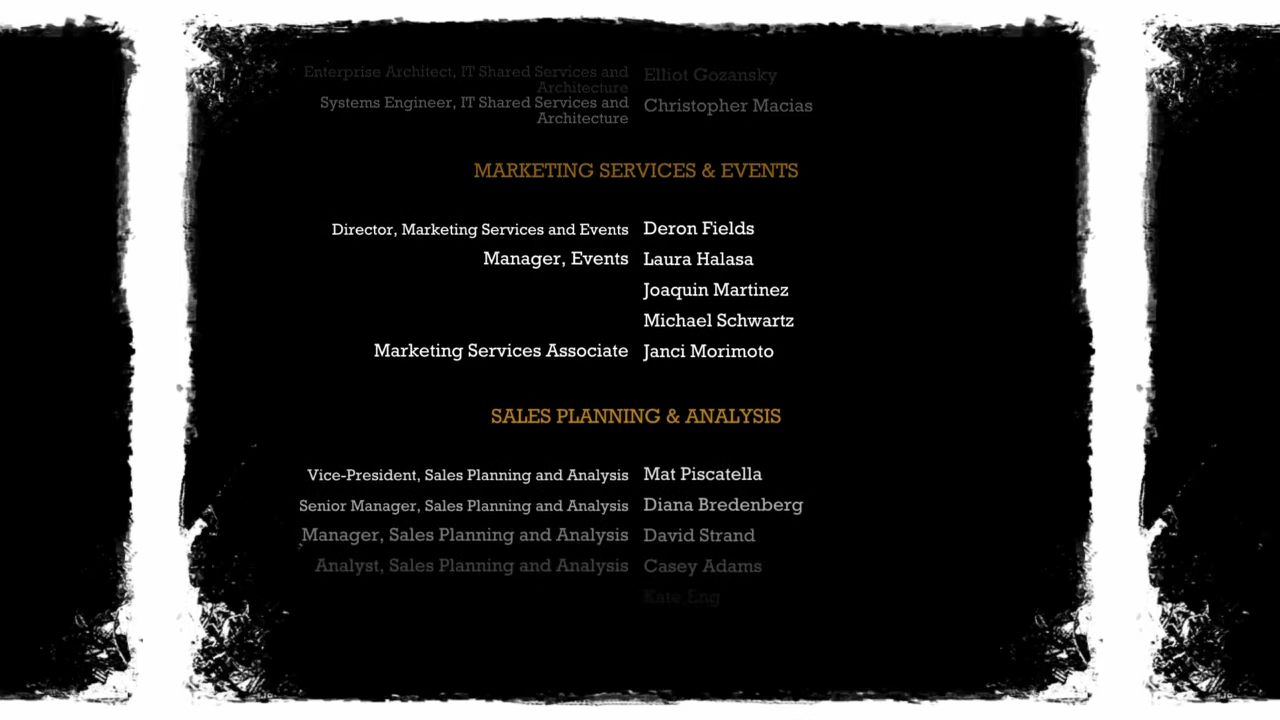 Enterprise Architect, IT Shared Services and Elliot Gozansky
Architecture
Systems Engineer, IT Shared Services and Christopher Macias
Architecture
MARKETING SERVICES & EVENTS
Director, Marketing Services and Events Deron Fields
Manager, Events Laura Halasa
Joaquin Martinez
Michael Schwartz
Marketing Services Associate Janci Morimoto
SALES PLANNING & ANALYSIS
Vice-President, Sales Planning and Analysis Mat Piscatella
Senior Manager, Sales Planning and Analysis Diana Bredenberg
Manager, Sales Planning and Analysis David Strand
Analyst, Sales Planning and Analysis Casey Adams
Kate Eng